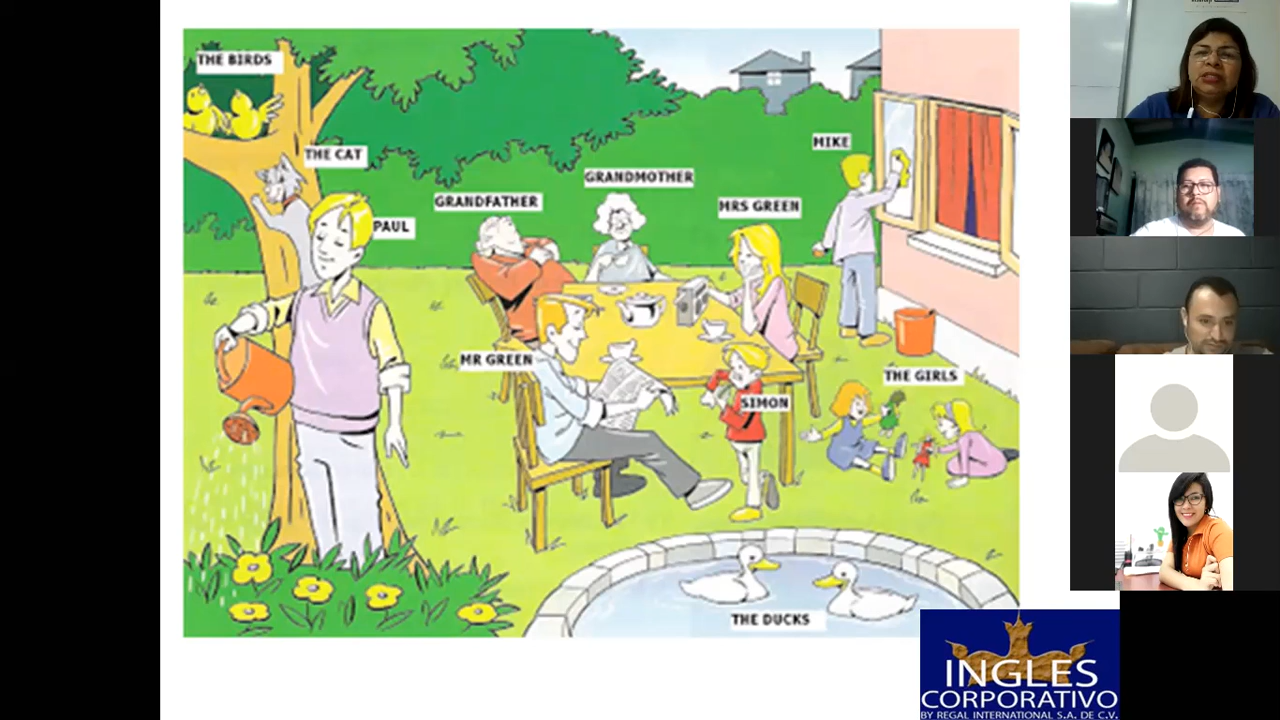 THE BIRDS
THE CAT
PAUL
GRANDFATHER
GRANDMOTHER
MRS GREEN
MIKE
MR GREEN
SIMON
THE GIRLS
THE DUCKS
INGLES
CORPORATIVO
BY REGAL INTERNATIONAL S.A. DE C.V.